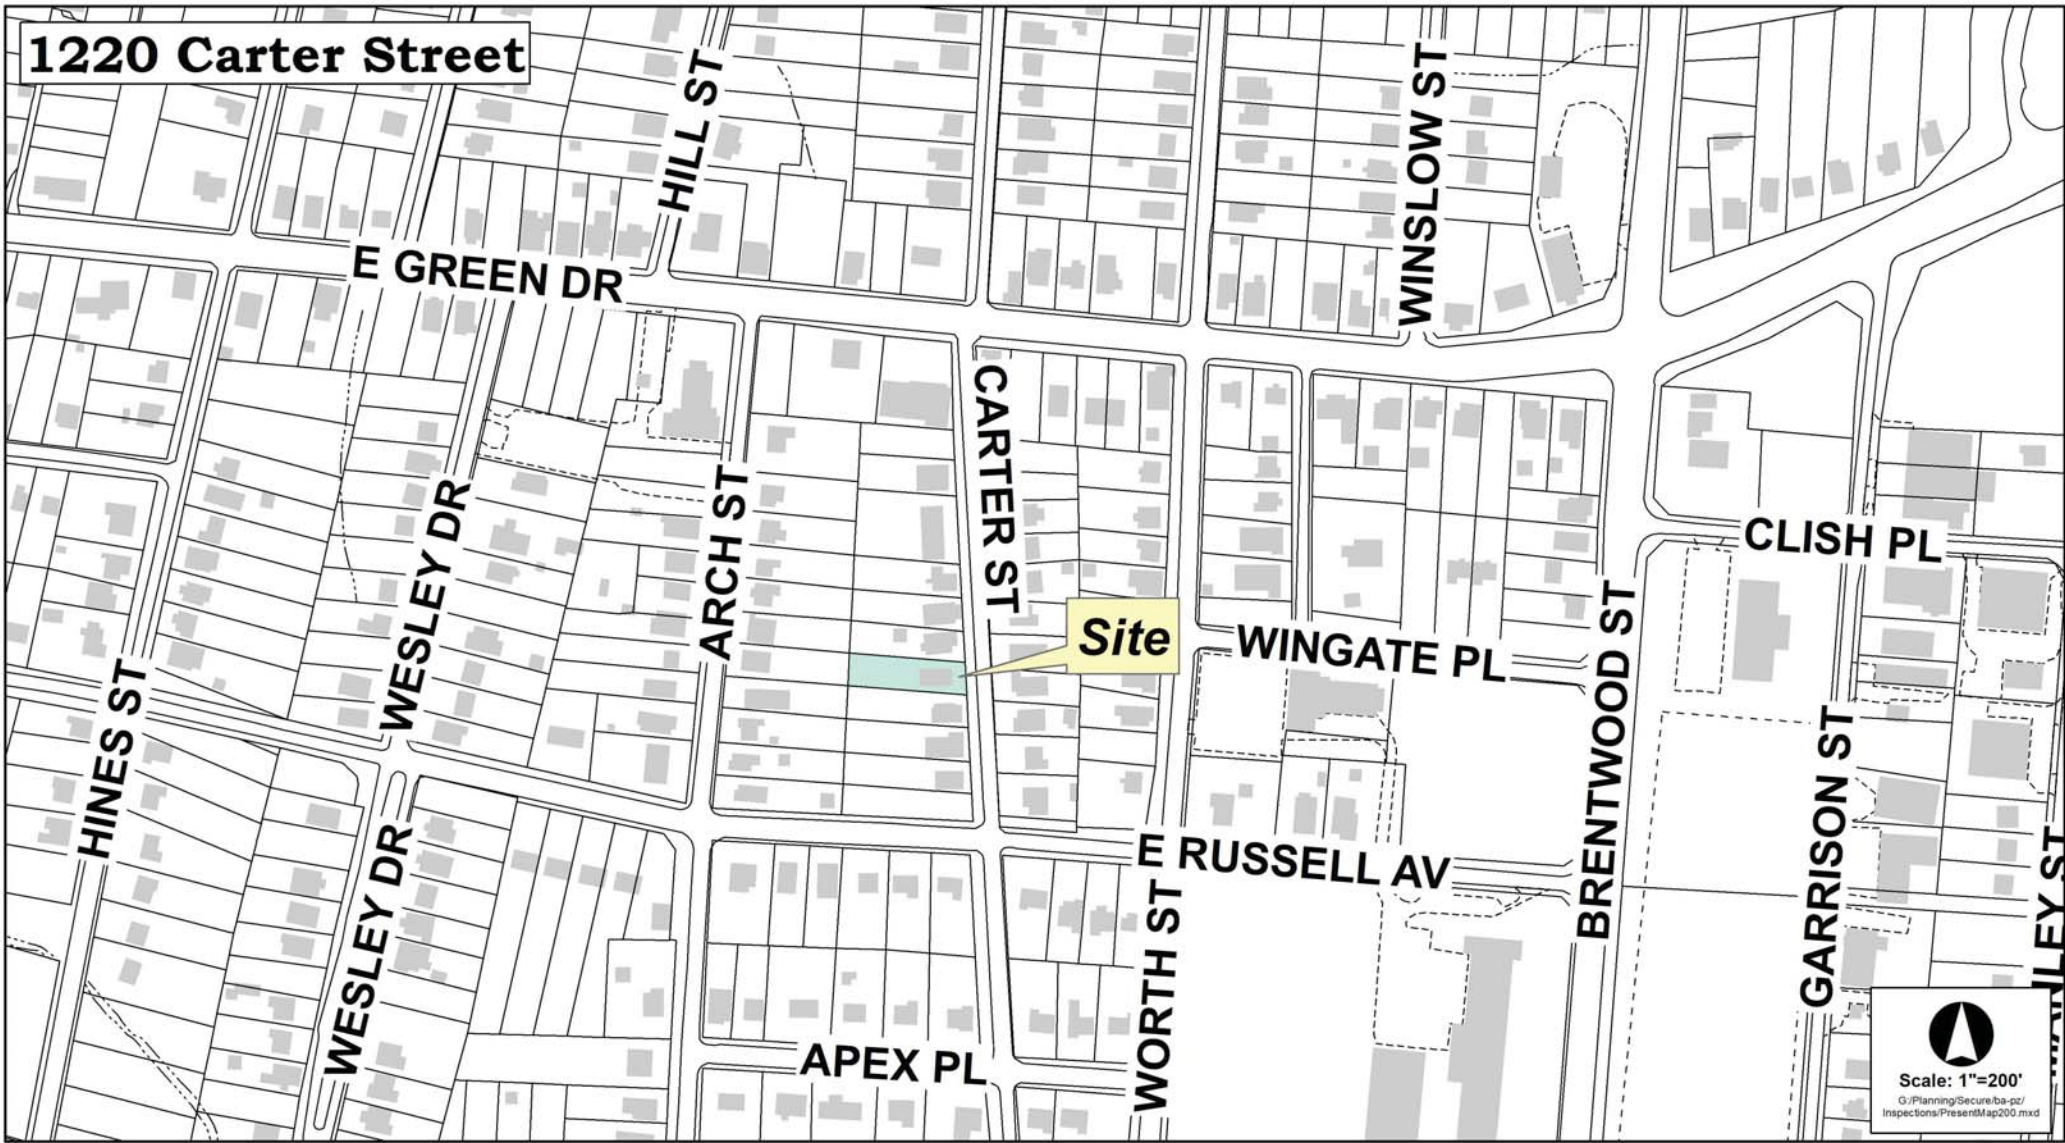 1220 Carter Street
HILL ST
WINSLOW ST
E GREEN DR
CARTER ST
ARCH ST
WESLEY DR
CLISH PL
Site
WINGATE PL
HINES ST
BRENTWOOD ST
GARRISON ST
WESLEY DR
E RUSSELL AV
WORTH ST
MANLEY ST
APEX PL
Scale: 1"=200'
G:/Planning/Secure/ba-pz/
Inspections/PresentMap200.mxd